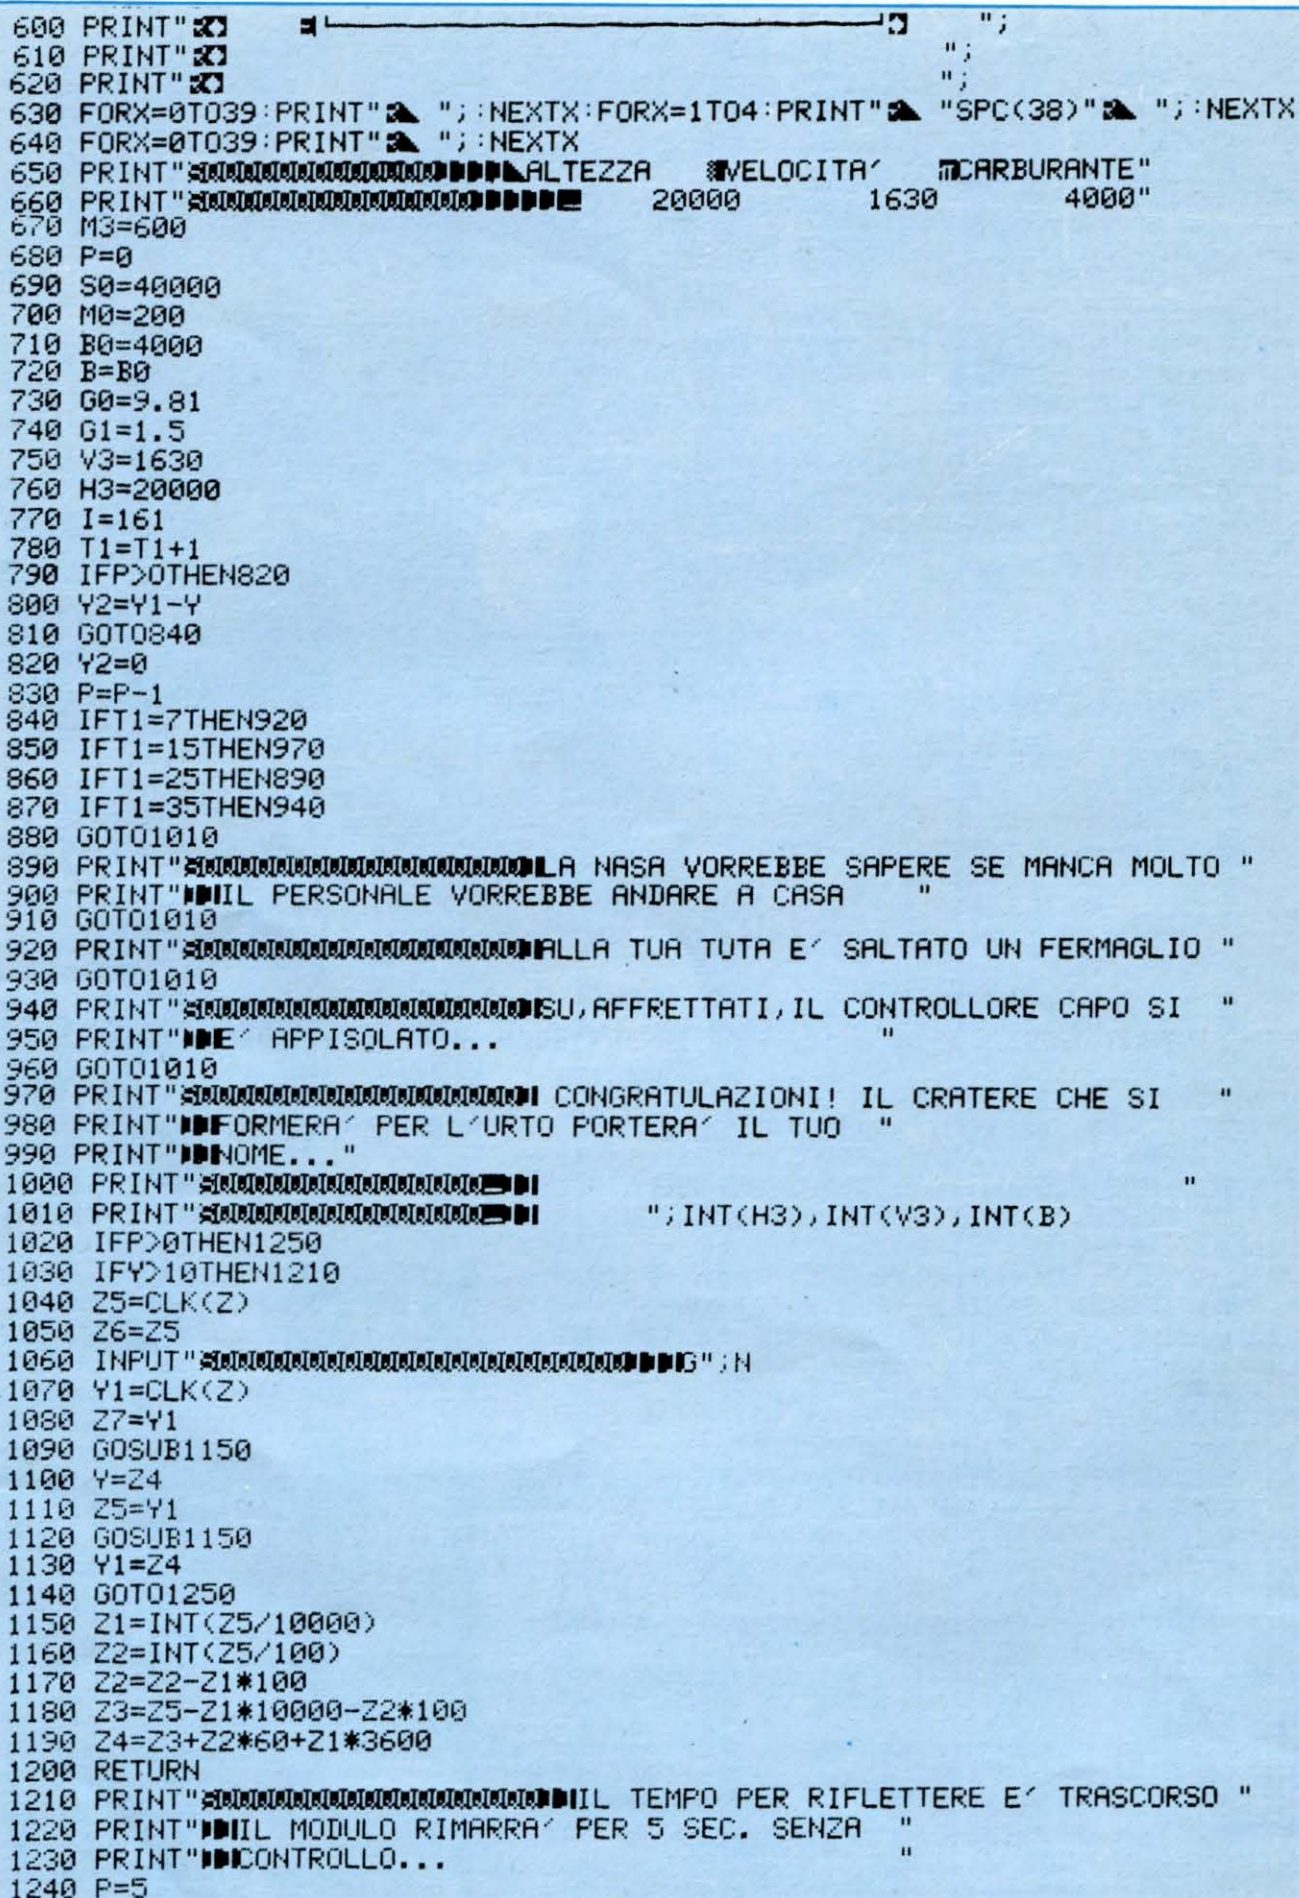 600 PRINT"                                        ";
610 PRINT"                                        ";
620 PRINT"                                        ";
630 FORX=0TO39:PRINT" ";:NEXTX:FORX=1TO4:PRINT" "SPC(38)" ";:NEXTX
640 FORX=0TO39:PRINT" ";:NEXTX
650 PRINT"ALTEZZA   VELOCITA'   CARBURANTE"
660 PRINT"    20000        1630        4000"
670 M3=600
680 P=0
690 S0=40000
700 M0=200
710 B0=4000
720 B=B0
730 G0=9.81
740 G1=1.5
750 V3=1630
760 H3=20000
770 I=161
780 T1=T1+1
790 IFP>OTHEN820
800 Y2=Y1-Y
810 GOTO840
820 Y2=0
830 P=P-1
840 IFT1=7THEN920
850 IFT1=15THEN970
860 IFT1=25THEN890
870 IFT1=35THEN940
880 GOTO1010
890 PRINT"LA NASA VORREBBE SAPERE SE MANCA MOLTO "
900 PRINT"IL PERSONALE VORREBBE ANDARE A CASA     "
910 GOTO1010
920 PRINT"ALLA TUA TUTA E' SALTATO UN FERMAGLIO "
930 GOTO1010
940 PRINT"SU,AFFRETTATI,IL CONTROLLORE CAPO SI   "
950 PRINT"E' APPISOLATO...                        "
960 GOTO1010
970 PRINT" CONGRATULAZIONI! IL CRATERE CHE SI    "
980 PRINT"FORMERA' PER L'URTO PORTERA' IL TUO  "
990 PRINT"NOME..."
1000 PRINT"                                        "
1010 PRINT"       ";INT(H3),INT(V3),INT(B)
1020 IFP>0THEN1250
1030 IFY>10THEN1210
1040 Z5=CLK(Z)
1050 Z6=Z5
1060 INPUT"G";N
1070 Y1=CLK(Z)
1080 Z7=Y1
1090 GOSUB1150
1100 Y=Z4
1110 Z5=Y1
1120 GOSUB1150
1130 Y1=Z4
1140 GOTO1250
1150 Z1=INT(Z5/10000)
1160 Z2=INT(Z5/100)
1170 Z2=Z2-Z1*100
1180 Z3=Z5-Z1*10000-Z2*100
1190 Z4=Z3+Z2*60+Z1*3600
1200 RETURN
1210 PRINT"IL TEMPO PER RIFLETTERE E' TRASCORSO "
1220 PRINT"IL MODULO RIMARRA' PER 5 SEC. SENZA  "
1230 PRINT"CONTROLLO...                           "
1240 P=5